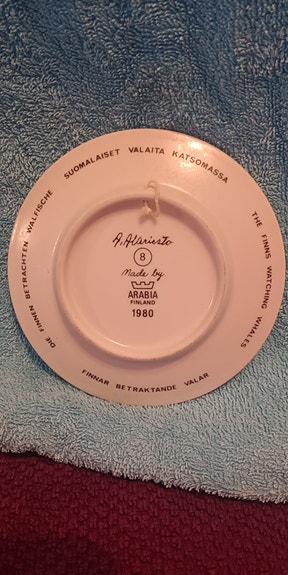 SUOMALAISET VALAITA KATSOMASSA
THE FINNS WATCHING WHALES
FINNAR BETRAKTANDE VALAR
DIE FINNEN BETRACHTEN WALFISCHE
A. Alariesto
8
Made by
ARABIA
FINLAND
1980